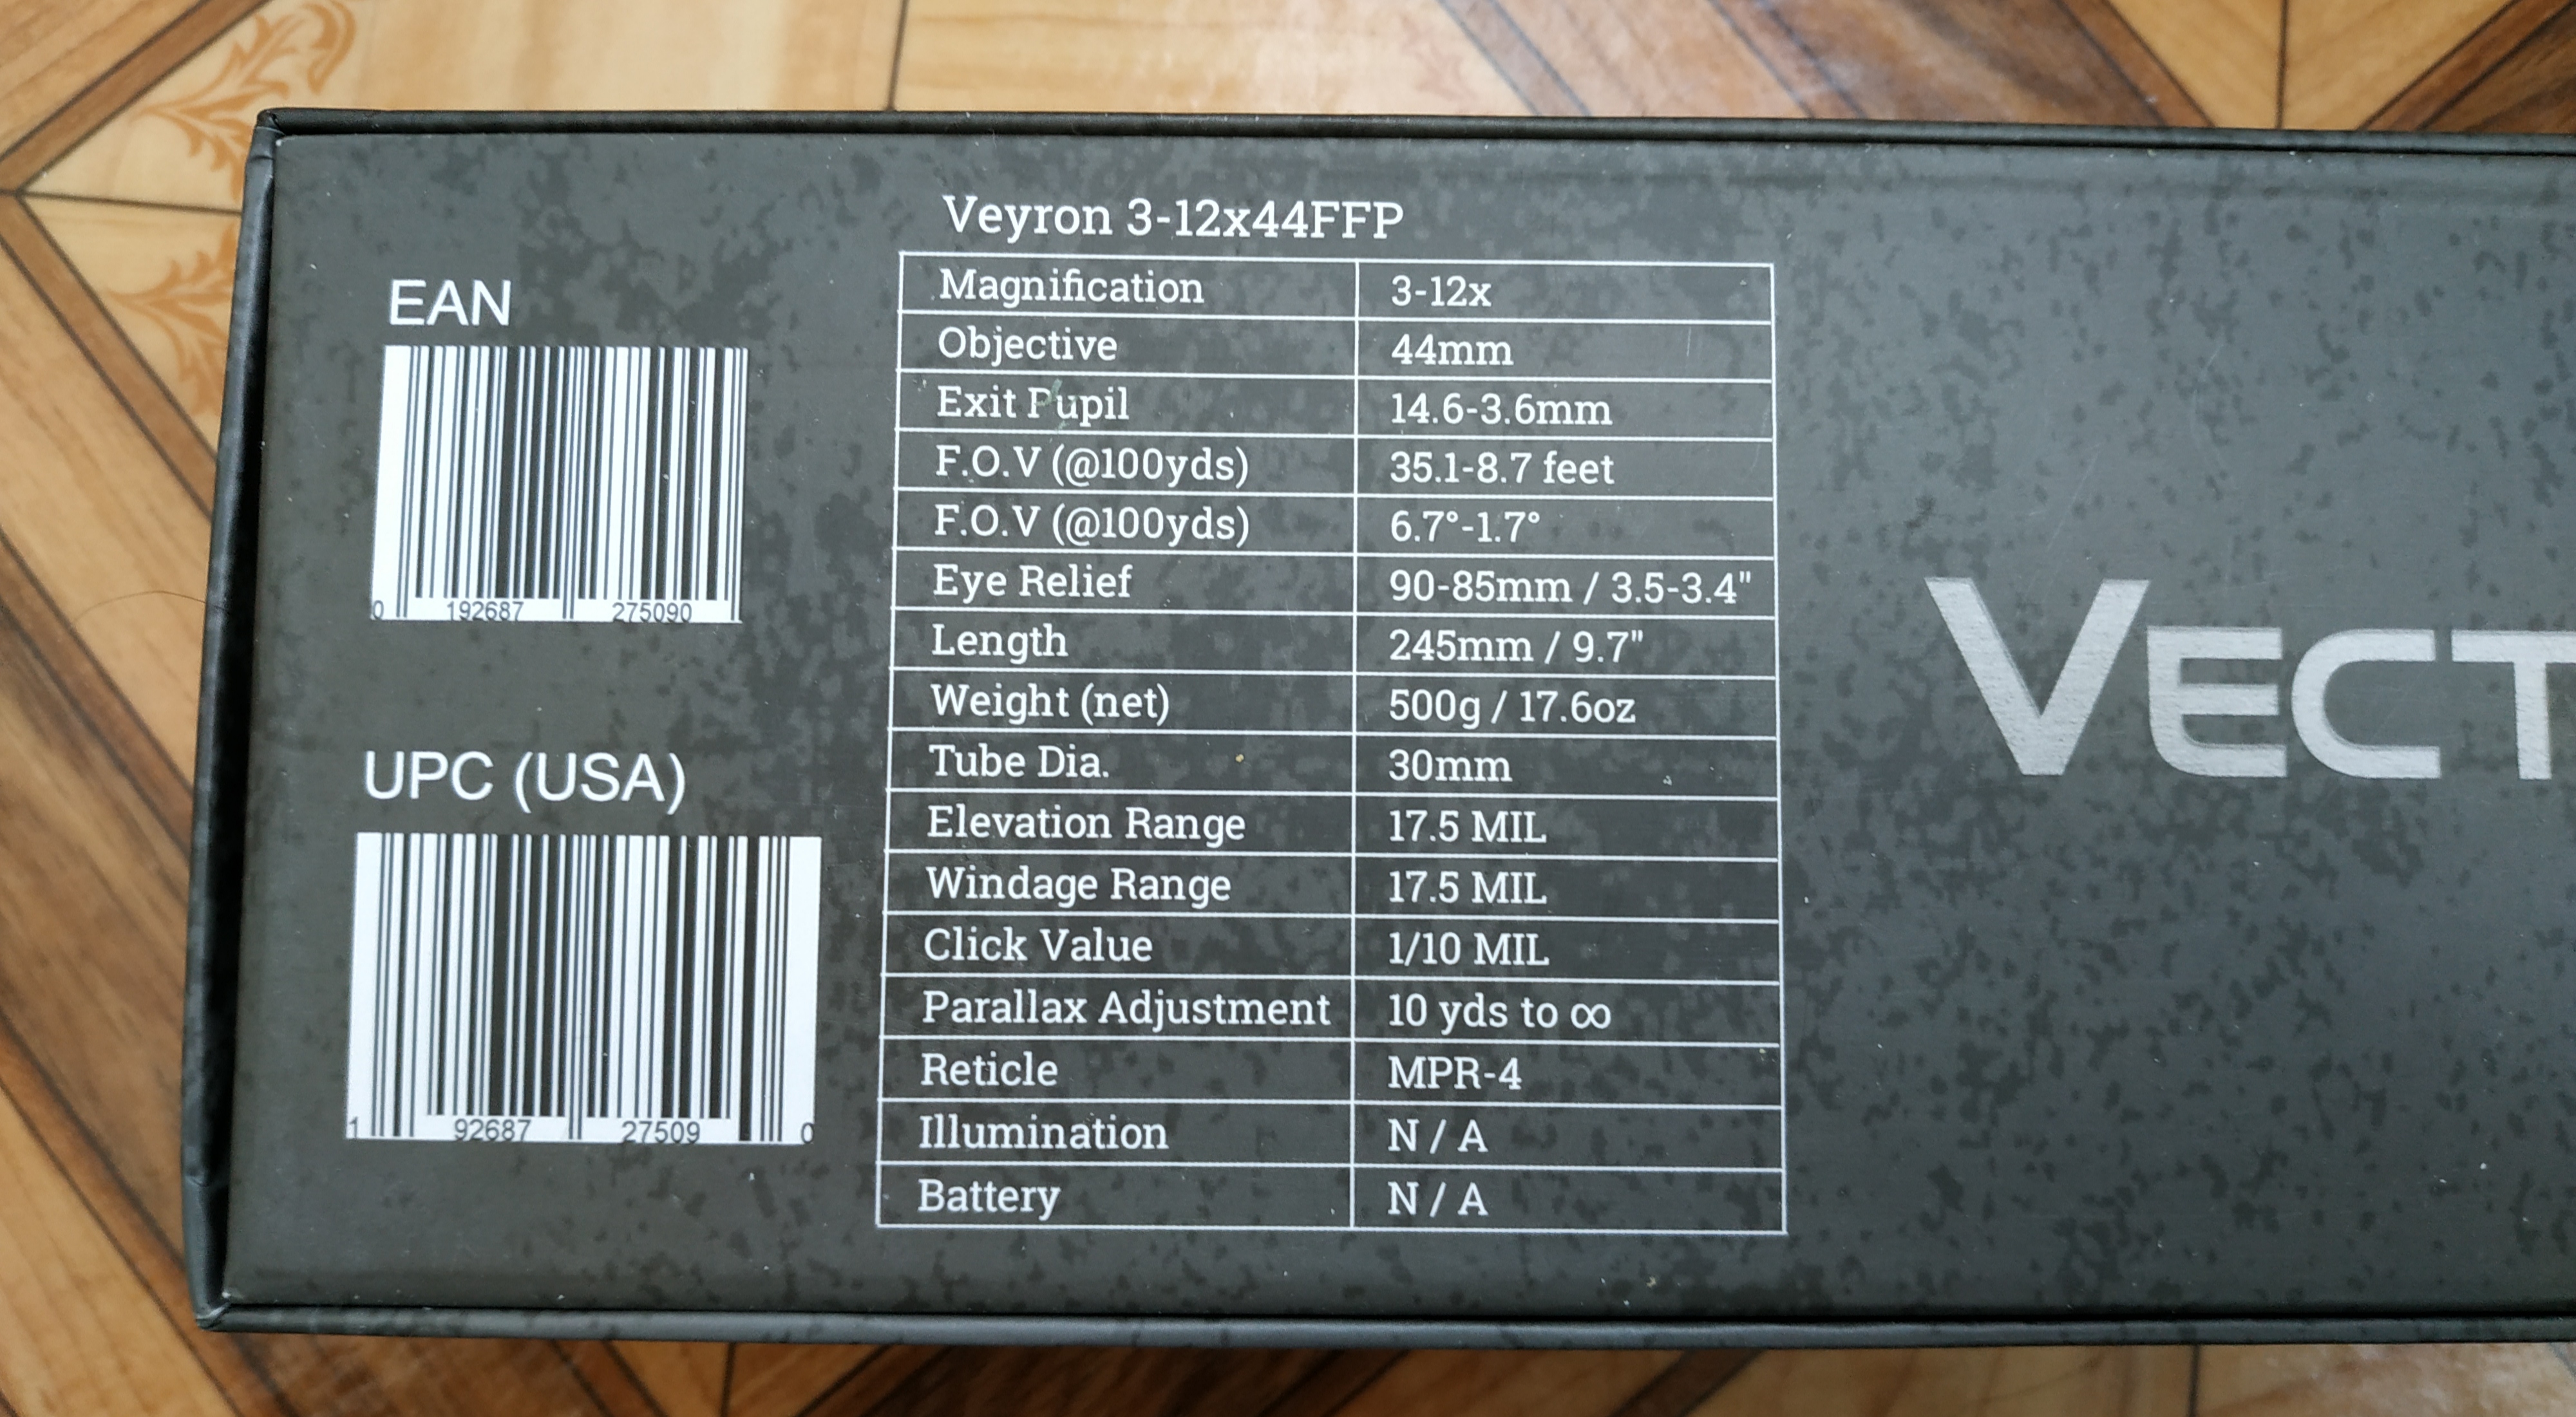 Veyron 3-12x44FFP
EAN
0 192687 275090
UPC (USA)
1 92687 27509 0
Magnification 3-12x
Objective 44mm
Exit Pupil 14.6-3.6mm
F.O.V (@100yds) 35.1-8.7 feet
F.O.V (@100yds) 6.7°-1.7°
Eye Relief 90-85mm / 3.5-3.4"
Length 245mm / 9.7"
Weight (net) 500g / 17.6oz
Tube Dia. 30mm
Elevation Range 17.5 MIL
Windage Range 17.5 MIL
Click Value 1/10 MIL
Parallax Adjustment 10 yds to ∞
Reticle MPR-4
Illumination N / A
Battery N / A
VECT